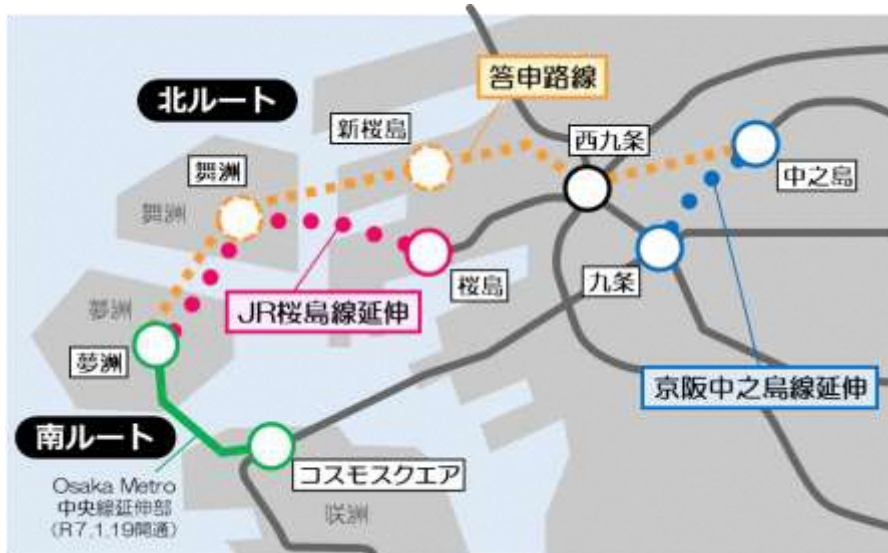 北ルート
答申路線
新桜島
西九条
舞洲
中之島
舞洲
桜島
九条
夢洲
JR桜島線延伸
夢洲
京阪中之島線延伸
南ルート
コスモスクエア
Osaka Metro
中央線延伸部
(R7.1.19開通)
咲洲